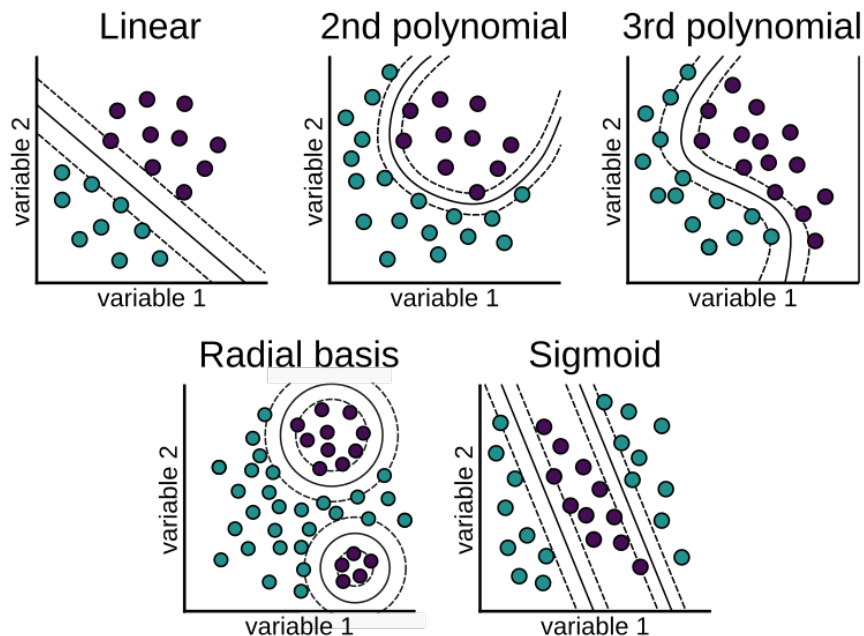 Linear
2nd polynomial
3rd polynomial
variable 2
variable 2
variable 2
variable 1
variable 1
variable 1
Radial basis
Sigmoid
variable 2
variable 2
variable 1
variable 1